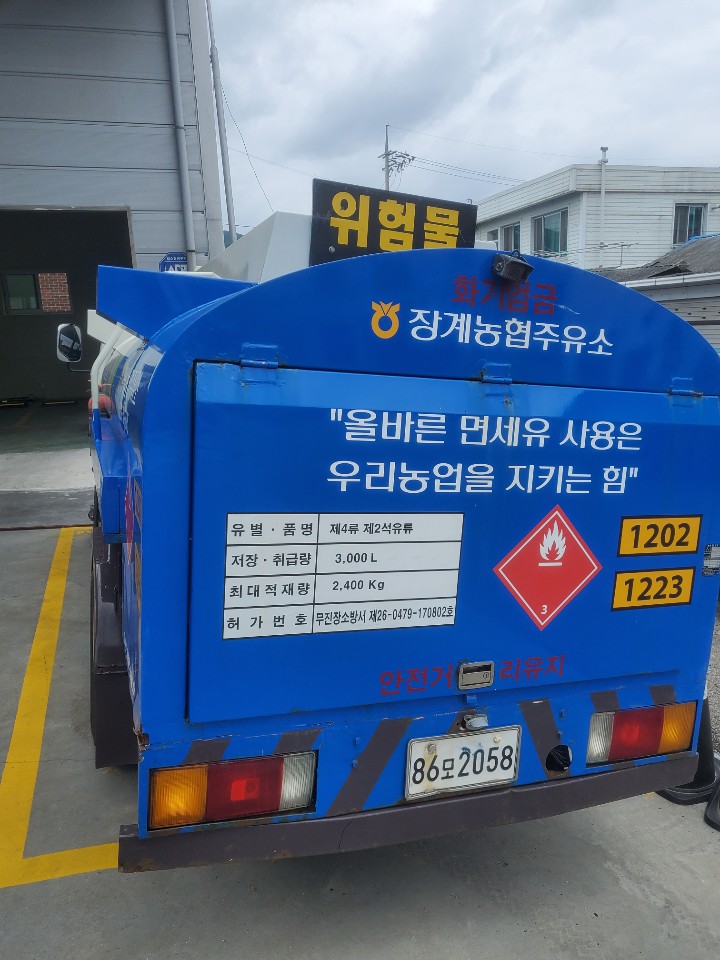 위험물
화기엄금
장계농협주유소
"올바른 면세유 사용은
우리농업을 지키는 힘"
유별·품명 제4류 제2석유류
저장·취급량 3,000 L
최대적재량 2,400 Kg
허가번호 무진장소방서 제26-0479-170802호
3
1202
1223
안전거리유지
86모2058